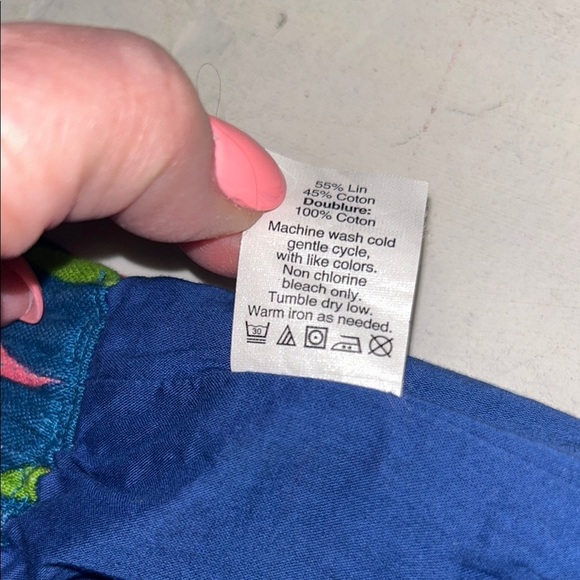 55% Lin
45% Coton
Doublure:
100% Coton
Machine wash cold
gentle cycle,
with like colors.
Non chlorine
bleach only.
Tumble dry low.
Warm iron as needed.
30